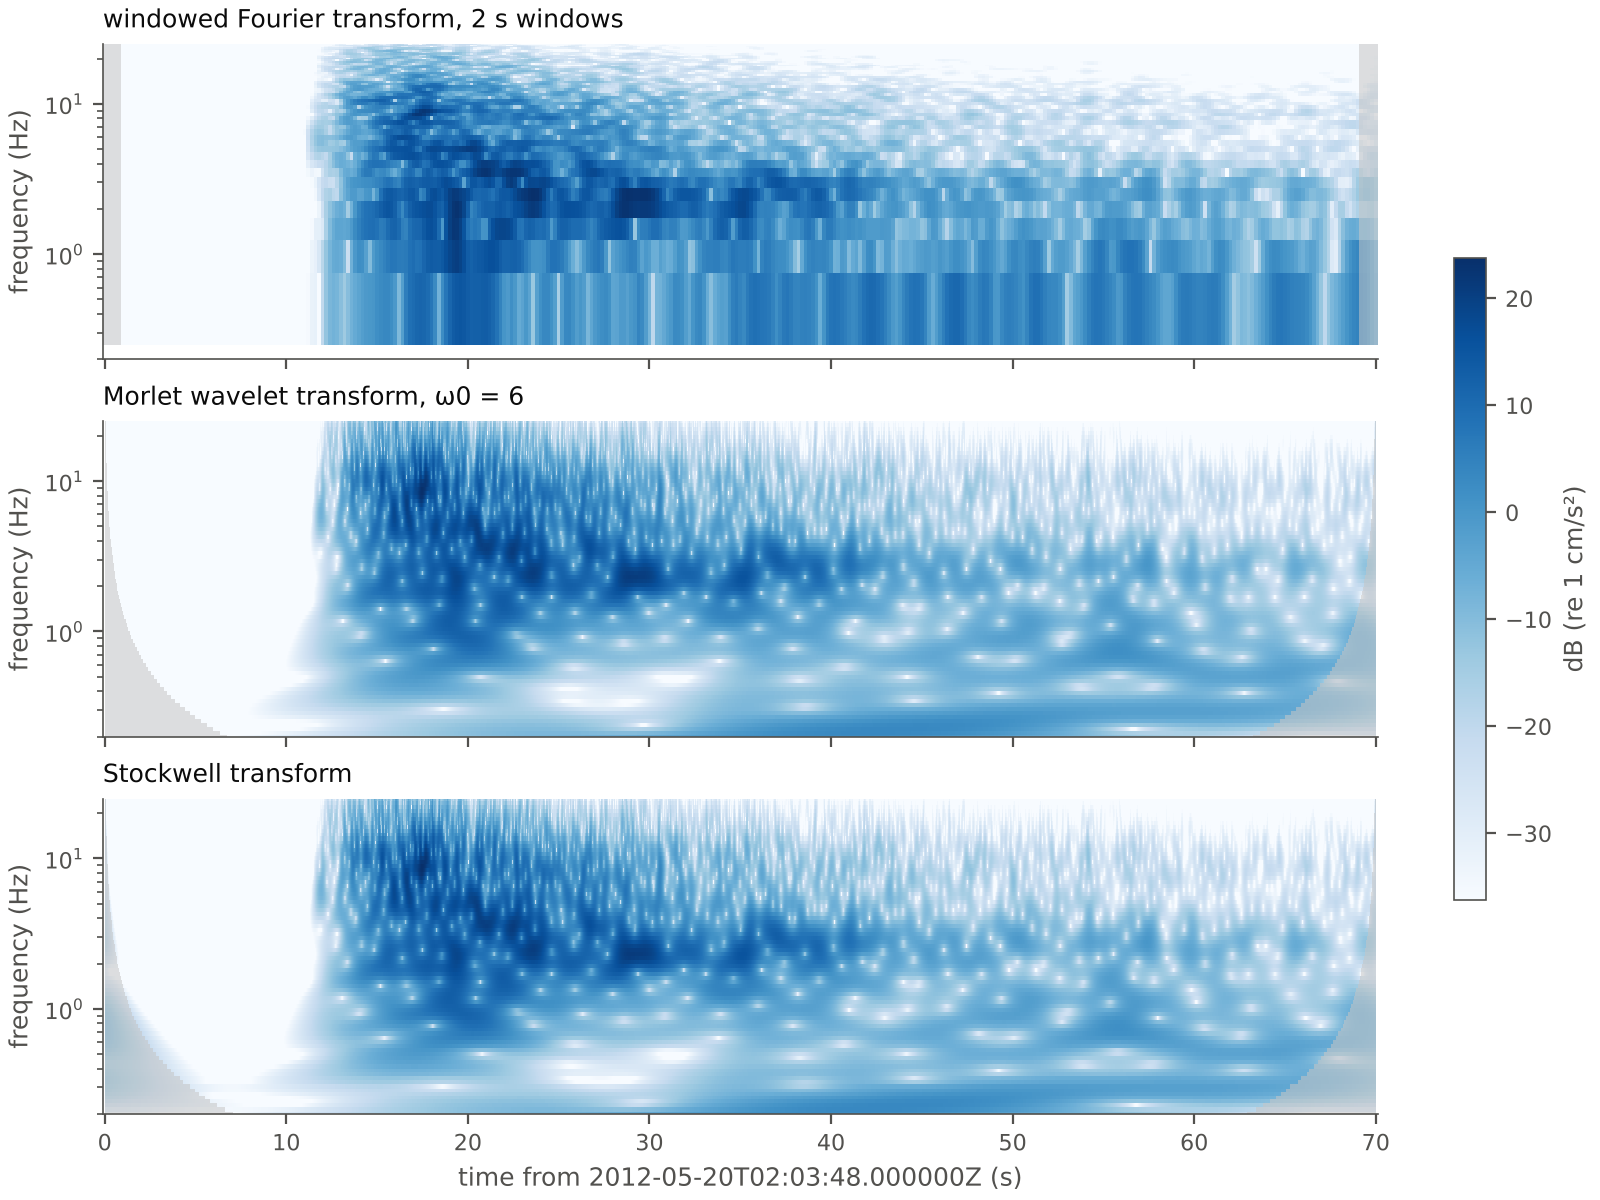 windowed Fourier transform, 2 s windows
frequency (Hz)
10¹
10⁰
Morlet wavelet transform, ω0 = 6
frequency (Hz)
10¹
10⁰
Stockwell transform
frequency (Hz)
10¹
10⁰
0 10 20 30 40 50 60 70
time from 2012-05-20T02:03:48.000000Z (s)
20
10
0
−10
−20
−30
dB (re 1 cm/s²)